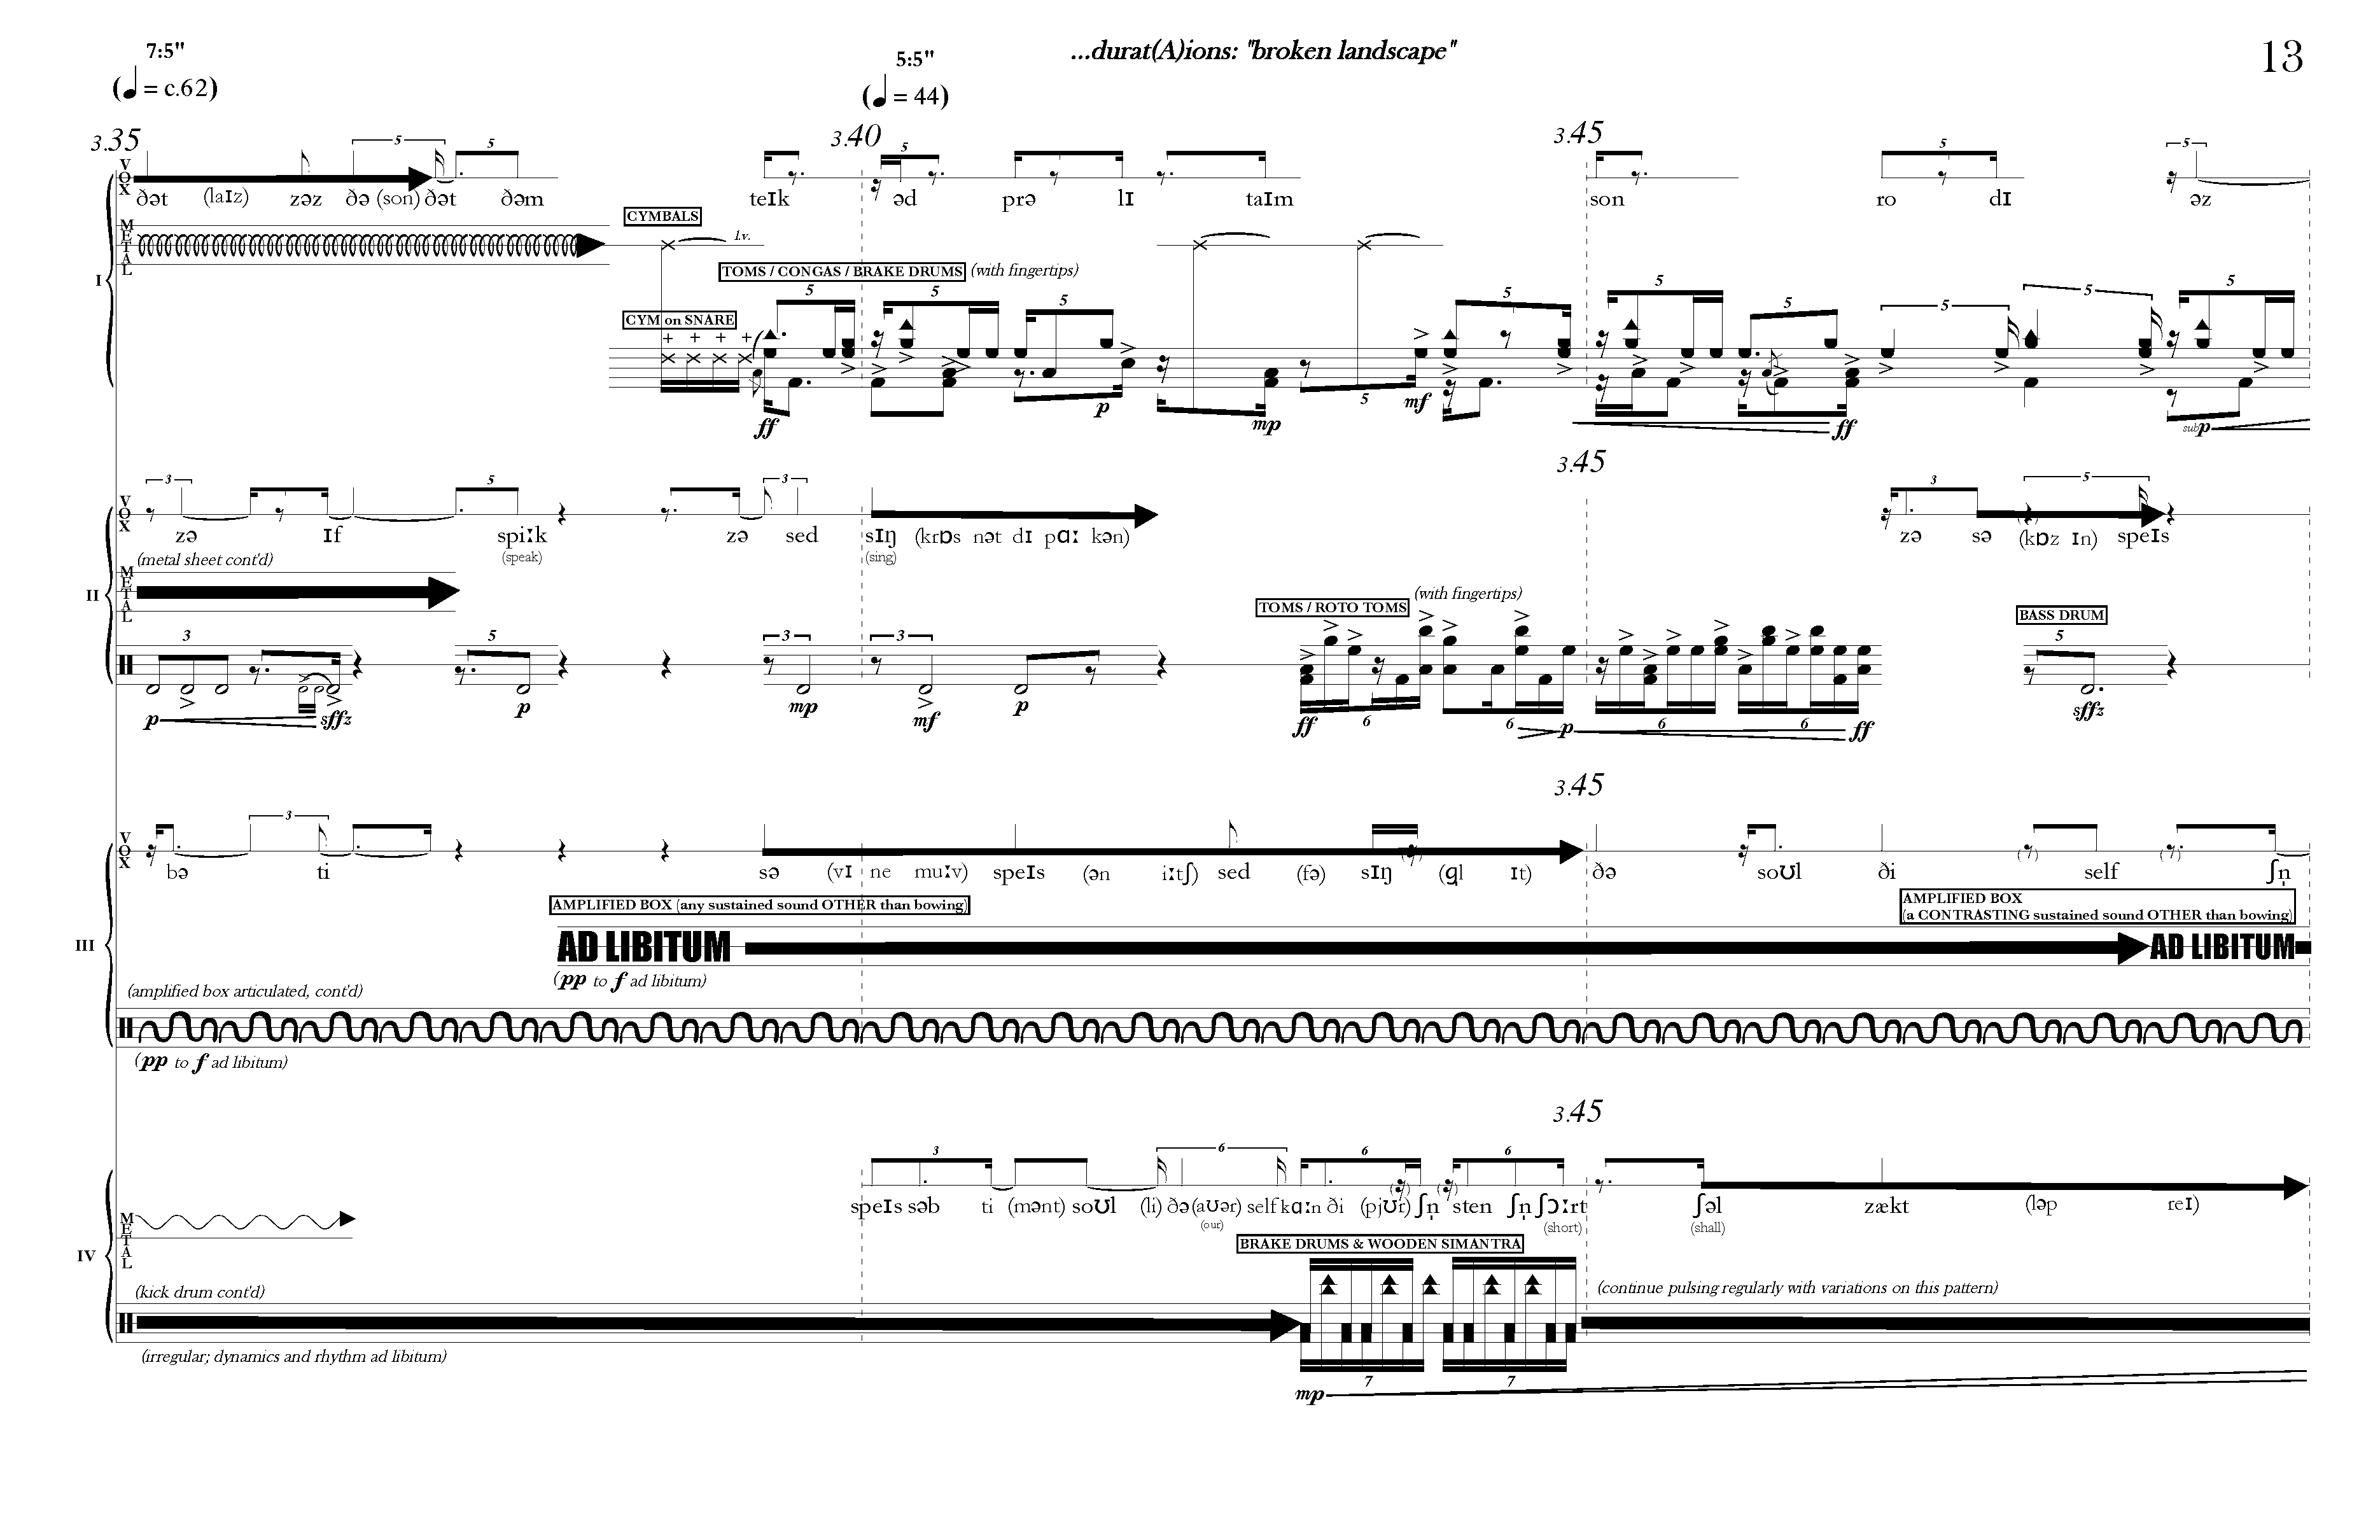 7:5"
(♩ = c.62)
5:5"
(♩ = 44)
...durat(A)ions: "broken landscape"
13
3.35
3.40
3.45
5
5
5
5
5
VOX
ðət (laɪz) zəz ðə (son) ðət ðəm teɪk əd prə lɪ taɪm son ro dɪ əz
CYMBALS
METAL
l.v.
I
TOMS / CONGAS / BRAKE DRUMS (with fingertips)
5 5 5 5 5 5 5 5 5
CYM on SNARE
+ + + +
p 5 mf
ff mp ff sub p
3.45
3 5 3 3 5
VOX
zə ɪf spiːk zə sed sɪŋ (krɒs nət dɪ pɑː kən) zə sə (kɒz ɪn) speɪs
(speak) (sing)
(metal sheet cont'd)
METAL
II
TOMS / ROTO TOMS (with fingertips)
BASS DRUM
3 5 3 3 5
p sffz p mp mf p ff 6 6 p 6 6 ff sffz
3.45
3
VOX
bə ti sə (vɪ ne muːv) speɪs (ən iːtʃ) sed (fə) sɪŋ (ɡl ɪt) ðə soʊl ði self ʃn̩
AMPLIFIED BOX (any sustained sound OTHER than bowing)
AMPLIFIED BOX
(a CONTRASTING sustained sound OTHER than bowing)
III
AD LIBITUM
AD LIBITUM
(pp to f ad libitum)
(amplified box articulated, cont'd)
(pp to f ad libitum)
3.45
3 6 6 6
speɪs səb ti (mənt) soʊl (li) ðə (aʊər) self kɑːn ði (pjʊr) ʃn̩ sten ʃn̩ ʃɔːrt ʃəl zækt (ləp reɪ)
(our) (short) (shall)
METAL
IV
BRAKE DRUMS & WOODEN SIMANTRA
(kick drum cont'd)
(continue pulsing regularly with variations on this pattern)
(irregular; dynamics and rhythm ad libitum)
7 7
mp